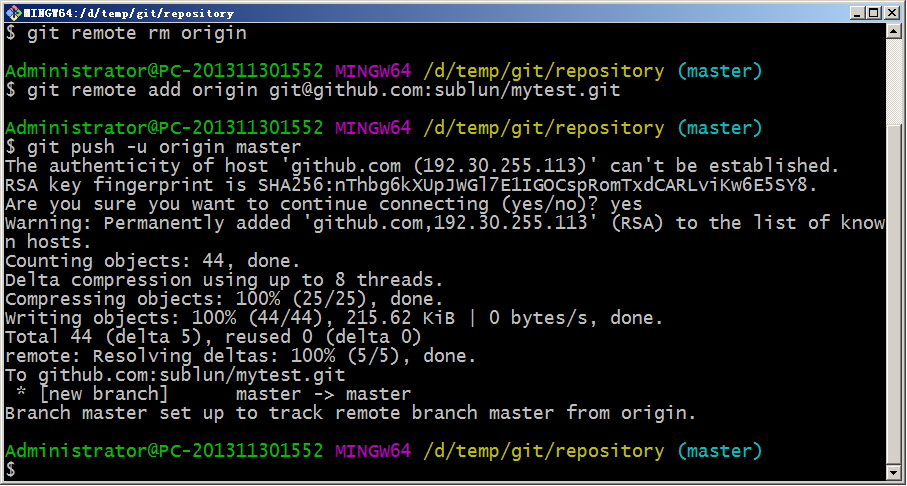 MINGW64:/d/temp/git/repository
$ git remote rm origin
Administrator@PC-201311301552 MINGW64 /d/temp/git/repository (master)
$ git remote add origin git@github.com:sublun/mytest.git
Administrator@PC-201311301552 MINGW64 /d/temp/git/repository (master)
$ git push -u origin master
The authenticity of host 'github.com (192.30.255.113)' can't be established.
RSA key fingerprint is SHA256:nThbg6kXUpJWGl7E1IGOCspRomTxdCARLviKw6E5SY8.
Are you sure you want to continue connecting (yes/no)? yes
Warning: Permanently added 'github.com,192.30.255.113' (RSA) to the list of know
n hosts.
Counting objects: 44, done.
Delta compression using up to 8 threads.
Compressing objects: 100% (25/25), done.
Writing objects: 100% (44/44), 215.62 KiB | 0 bytes/s, done.
Total 44 (delta 5), reused 0 (delta 0)
remote: Resolving deltas: 100% (5/5), done.
To github.com:sublun/mytest.git
 * [new branch]      master -> master
Branch master set up to track remote branch master from origin.
Administrator@PC-201311301552 MINGW64 /d/temp/git/repository (master)
$